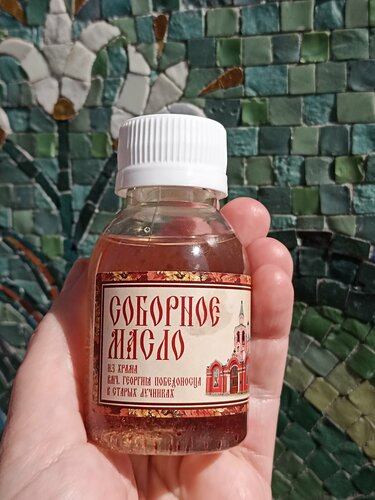 СОБОРНОЕ
МАСЛО
ИЗ ХРАМА
ВМЧ. ГЕОРГИЯ ПОБЕДОНОСЦА
В СТАРЫХ ЛУЧНИКАХ